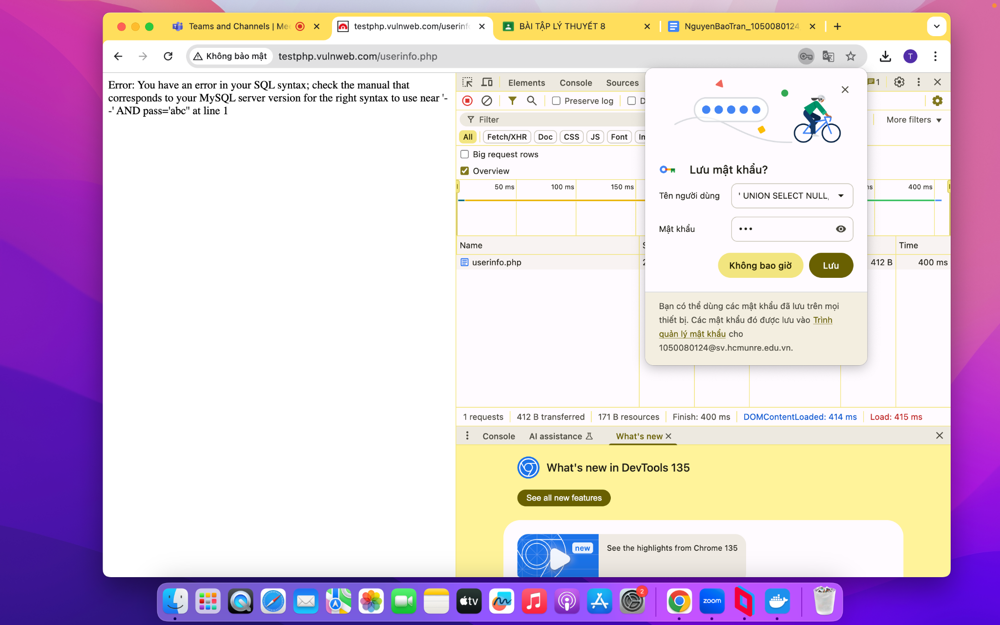 Teams and Channels | Mee
testphp.vulnweb.com/userinfo
BÀI TẬP LÝ THUYẾT 8
NguyenBaoTran_1050080124
Không bảo mật
testphp.vulnweb.com/userinfo.php
T
Error: You have an error in your SQL syntax; check the manual that
corresponds to your MySQL server version for the right syntax to use near '-
-' AND pass='abc'' at line 1
Elements
Console
Sources
1
Preserve log
D
Filter
More filters
All
Fetch/XHR
Doc
CSS
JS
Font
Im
Big request rows
Overview
50 ms
100 ms
150 ms
ms
400 ms
Name
S
Time
userinfo.php
2
412 B
400 ms
Lưu mật khẩu?
Tên người dùng
' UNION SELECT NULL,
Mật khẩu
•••
Không bao giờ
Lưu
Bạn có thể dùng các mật khẩu đã lưu trên mọi
thiết bị. Các mật khẩu đó được lưu vào Trình
quản lý mật khẩu cho
1050080124@sv.hcmunre.edu.vn.
1 requests
412 B transferred
171 B resources
Finish: 400 ms
DOMContentLoaded: 414 ms
Load: 415 ms
Console
AI assistance
What's new
What's new in DevTools 135
See all new features
new
See the highlights from Chrome 135
tv
2
zoom